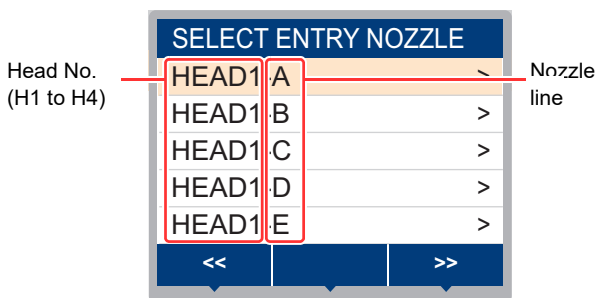 SELECT ENTRY NOZZLE
Head No.
(H1 to H4)
HEAD1-A >
Nozzle
line
HEAD1-B >
HEAD1-C >
HEAD1-D >
HEAD1-E >
<< >>